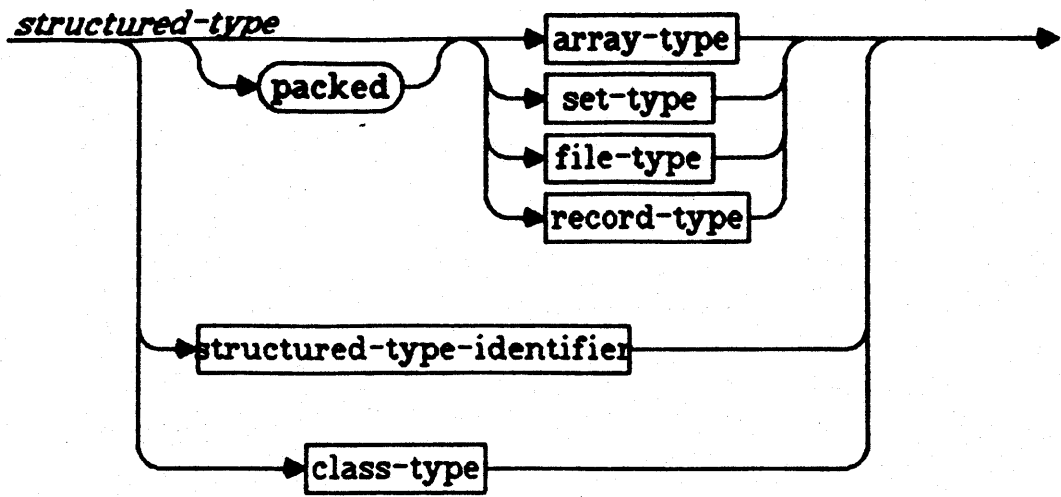 structured-type
array-type
packed
set-type
file-type
record-type
structured-type-identifier
class-type